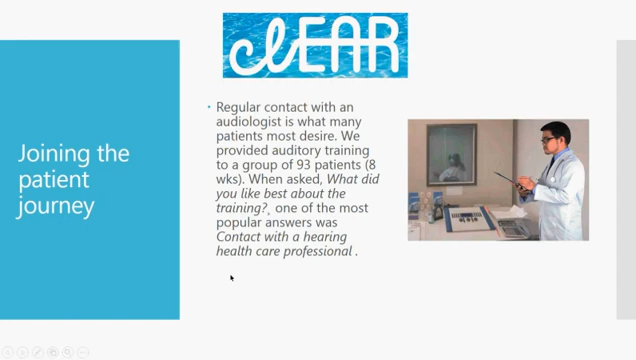 clEAR
Joining the
patient
journey
• Regular contact with an
audiologist is what many
patients most desire. We
provided auditory training
to a group of 93 patients (8
wks). When asked, What did
you like best about the
training?, one of the most
popular answers was
Contact with a hearing
health care professional .